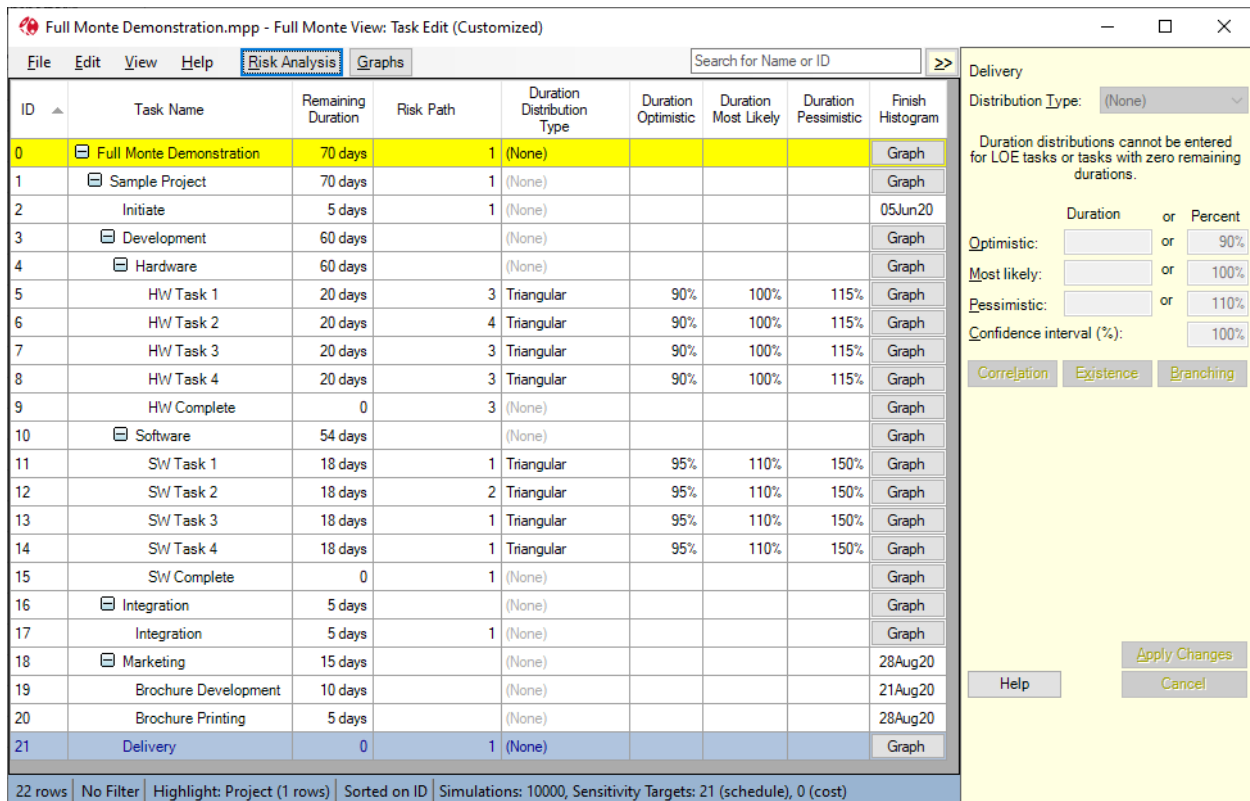 Full Monte Demonstration.mpp - Full Monte View: Task Edit (Customized)
File Edit View Help Risk Analysis Graphs Search for Name or ID >>
ID Task Name Remaining Duration Risk Path Duration Distribution Type Duration Optimistic Duration Most Likely Duration Pessimistic Finish Histogram
0 Full Monte Demonstration 70 days 1 (None) Graph
1 Sample Project 70 days 1 (None) Graph
2 Initiate 5 days 1 (None) 05Jun20
3 Development 60 days (None) Graph
4 Hardware 60 days (None) Graph
5 HW Task 1 20 days 3 Triangular 90% 100% 115% Graph
6 HW Task 2 20 days 4 Triangular 90% 100% 115% Graph
7 HW Task 3 20 days 3 Triangular 90% 100% 115% Graph
8 HW Task 4 20 days 3 Triangular 90% 100% 115% Graph
9 HW Complete 0 3 (None) Graph
10 Software 54 days (None) Graph
11 SW Task 1 18 days 1 Triangular 95% 110% 150% Graph
12 SW Task 2 18 days 2 Triangular 95% 110% 150% Graph
13 SW Task 3 18 days 1 Triangular 95% 110% 150% Graph
14 SW Task 4 18 days 1 Triangular 95% 110% 150% Graph
15 SW Complete 0 1 (None) Graph
16 Integration 5 days (None) Graph
17 Integration 5 days 1 (None) Graph
18 Marketing 15 days (None) 28Aug20
19 Brochure Development 10 days (None) 21Aug20
20 Brochure Printing 5 days (None) 28Aug20
21 Delivery 0 1 (None) Graph
22 rows No Filter Highlight: Project (1 rows) Sorted on ID Simulations: 10000, Sensitivity Targets: 21 (schedule), 0 (cost)
Delivery
Distribution Type: (None)
Duration distributions cannot be entered
for LOE tasks or tasks with zero remaining
durations.
Duration or Percent
Optimistic: or 90%
Most likely: or 100%
Pessimistic: or 110%
Confidence interval (%): 100%
Correlation Existence Branching
Apply Changes
Help Cancel